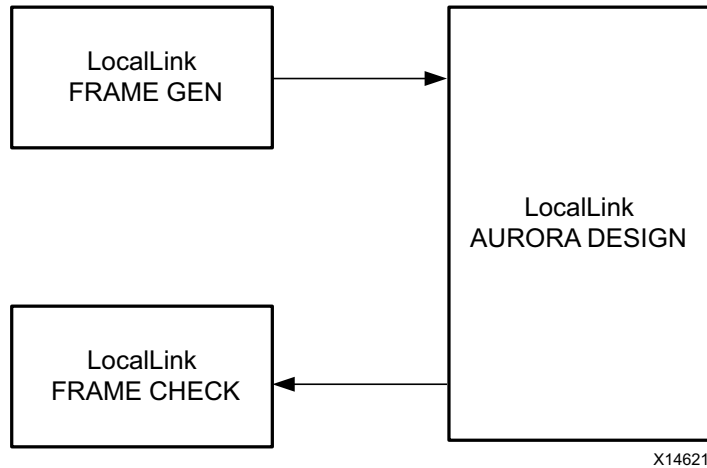 LocalLink
FRAME GEN
LocalLink
AURORA DESIGN
LocalLink
FRAME CHECK
X14621